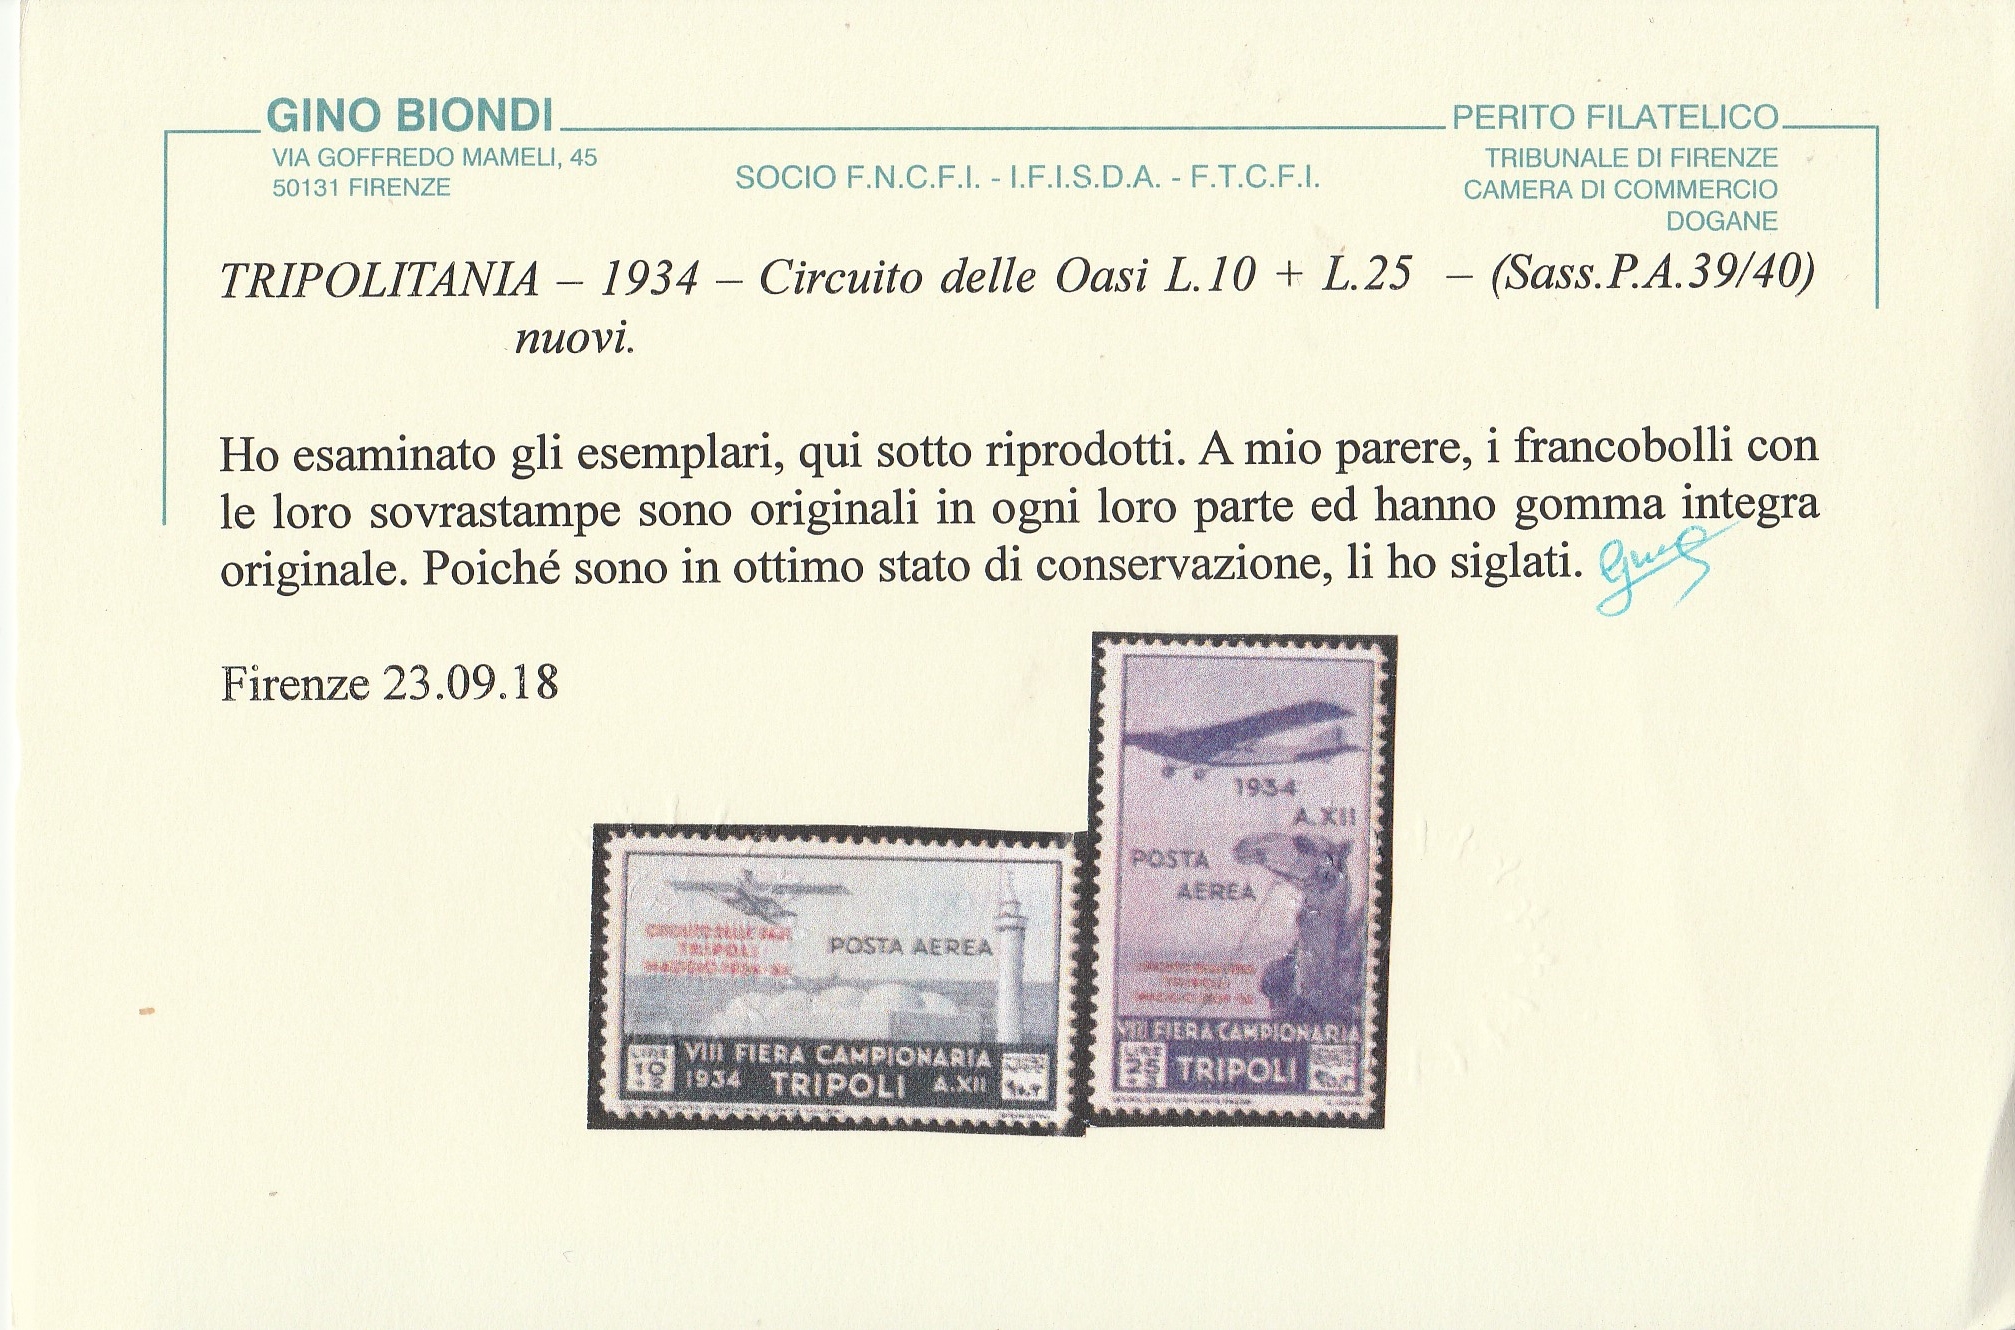 GINO BIONDI
VIA GOFFREDO MAMELI, 45
50131 FIRENZE
SOCIO F.N.C.F.I. - I.F.I.S.D.A. - F.T.C.F.I.
PERITO FILATELICO
TRIBUNALE DI FIRENZE
CAMERA DI COMMERCIO
DOGANE
TRIPOLITANIA – 1934 – Circuito delle Oasi L.10 + L.25 – (Sass.P.A.39/40)
nuovi.
Ho esaminato gli esemplari, qui sotto riprodotti. A mio parere, i francobolli con
le loro sovrastampe sono originali in ogni loro parte ed hanno gomma integra
originale. Poiché sono in ottimo stato di conservazione, li ho siglati.
Firenze 23.09.18
TRIPOLI
POSTA AEREA
VIII FIERA CAMPIONARIA
10
1934 TRIPOLI A.XII
1934
A.XII
POSTA
AEREA
VIII FIERA CAMPIONARIA
25
TRIPOLI